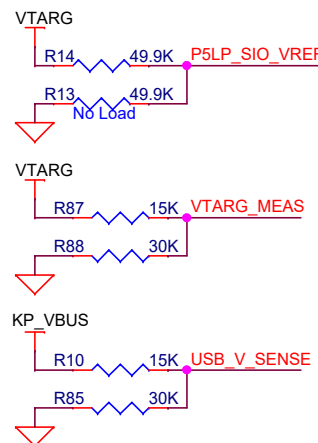 VTARG
R14 49.9K P5LP_SIO_VREF
R13 49.9K
No Load
VTARG
R87 15K VTARG_MEAS
R88 30K
KP_VBUS
R10 15K USB_V_SENSE
R85 30K